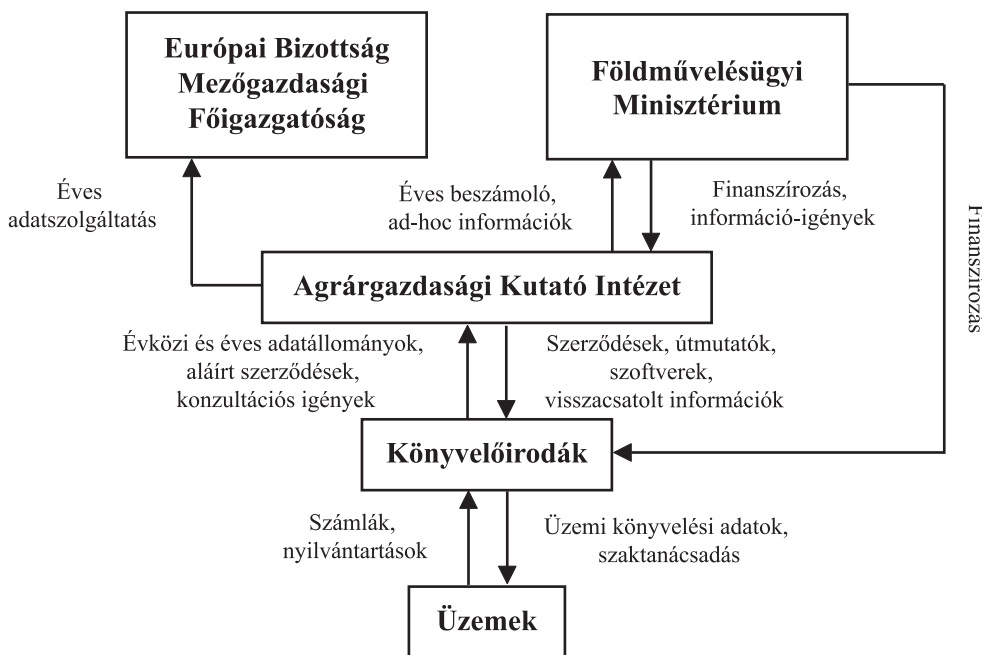 Európai Bizottság
Mezőgazdasági
Főigazgatóság
Földművelésügyi
Minisztérium
Éves
adatszolgáltatás
Éves beszámoló,
ad-hoc információk
Finanszírozás,
információ-igények
Finanszírozás
Agrárgazdasági Kutató Intézet
Évközi és éves adatállományok,
aláírt szerződések,
konzultációs igények
Szerződések, útmutatók,
szoftverek,
visszacsatolt információk
Könyvelőirodák
Számlák,
nyilvántartások
Üzemi könyvelési adatok,
szaktanácsadás
Üzemek